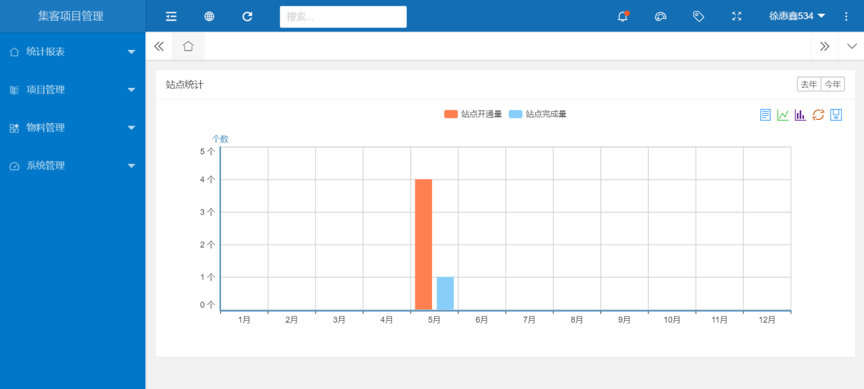 集客项目管理
搜索...
徐惠鑫534
统计报表
项目管理
物料管理
系统管理
站点统计
去年 今年
站点开通量 站点完成量
个数
5 个
4 个
3 个
2 个
1 个
0 个
1月 2月 3月 4月 5月 6月 7月 8月 9月 10月 11月 12月